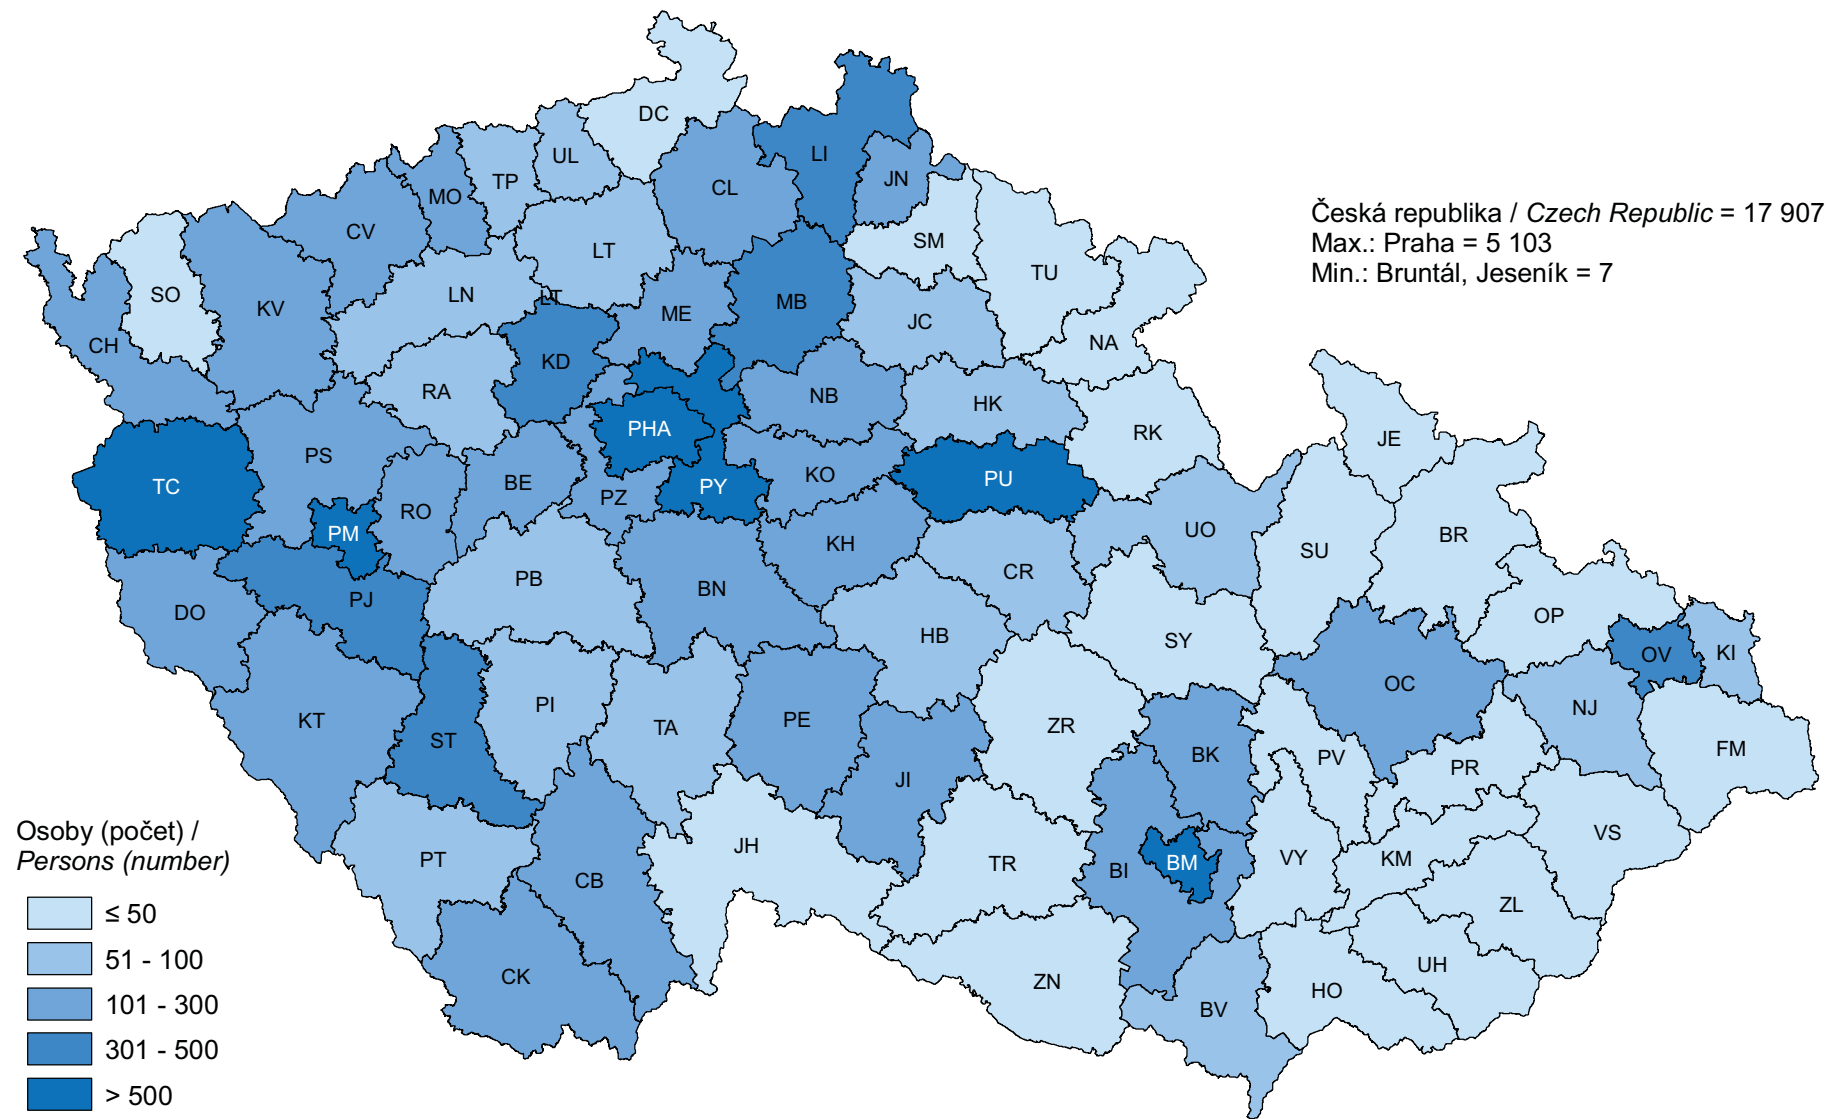 DC
LI
UL
TP
CL
JN
MO
CV
SM
LT
TU
SO
KV
LN
LT
ME
MB
JC
NA
CH
KD
RA
NB
HK
PHA
RK
JE
PS
TC
BE
PZ
PY
KO
PU
RO
PM
KH
UO
SU
BR
PB
BN
CR
PJ
DO
HB
SY
OP
OV
KI
KT
ST
PI
TA
PE
ZR
OC
NJ
BK
PV
PR
FM
JI
PT
CB
JH
TR
BI
BM
VY
KM
VS
ZL
CK
ZN
BV
HO
UH
Česká republika / Czech Republic = 17 907
Max.: Praha = 5 103
Min.: Bruntál, Jeseník = 7
Osoby (počet) /
Persons (number)
≤ 50
51 - 100
101 - 300
301 - 500
> 500